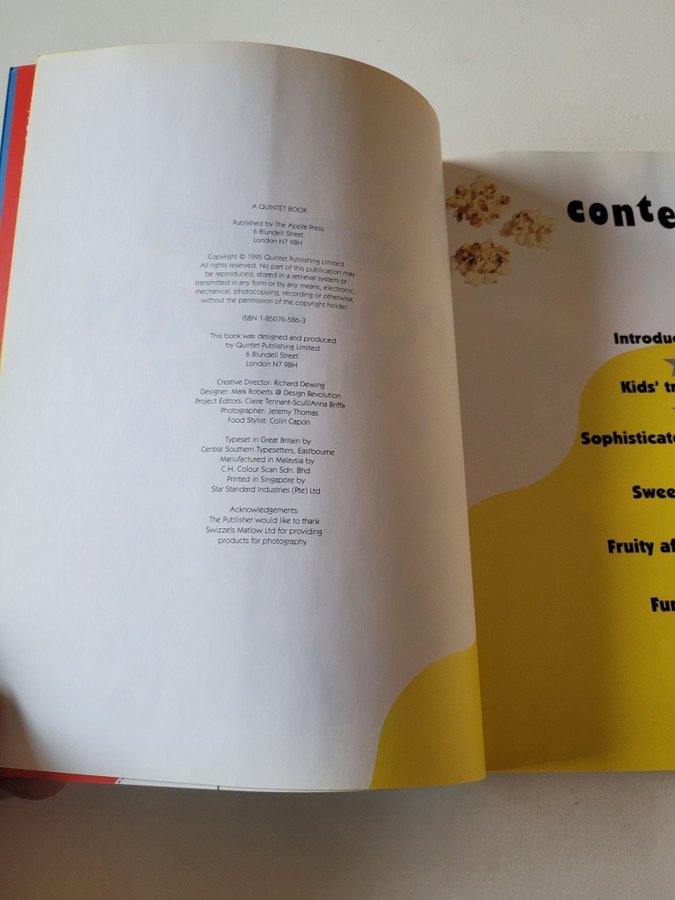 A QUINTET BOOK
Published by The Apple Press
6 Blundell Street
London N7 9BH
Copyright © 1995 Quintet Publishing Limited.
All rights reserved. No part of this publication may
be reproduced, stored in a retrieval system or
transmitted in any form or by any means, electronic,
mechanical, photocopying, recording or otherwise,
without the permission of the copyright holder.
ISBN 1-85076-586-3
This book was designed and produced
by Quintet Publishing Limited
6 Blundell Street
London N7 9BH
Creative Director: Richard Dewing
Designer: Mark Roberts @ Design Revolution
Project Editors: Claire Tennant-Scull/Anna Briffa
Photographer: Jeremy Thomas
Food Stylist: Colin Capon
Typeset in Great Britain by
Central Southern Typesetters, Eastbourne
Manufactured in Malaysia by
C.H. Colour Scan Sdn. Bhd.
Printed in Singapore by
Star Standard Industries (Pte) Ltd
Acknowledgements:
The Publisher would like to thank
Swizzels Matlow Ltd for providing
products for photography
conte
Introduc
Kids' tr
Sophisticate
Swee
Fruity af
Fun